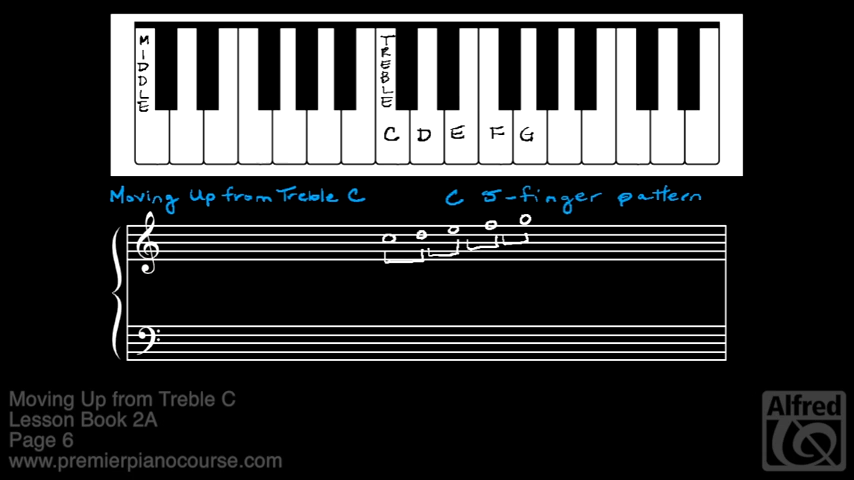 MIDDLE
TREBLE
C D E F G
Moving Up from Treble C C 5-finger pattern
Moving Up from Treble C
Lesson Book 2A
Page 6
www.premierpianocourse.com
Alfred